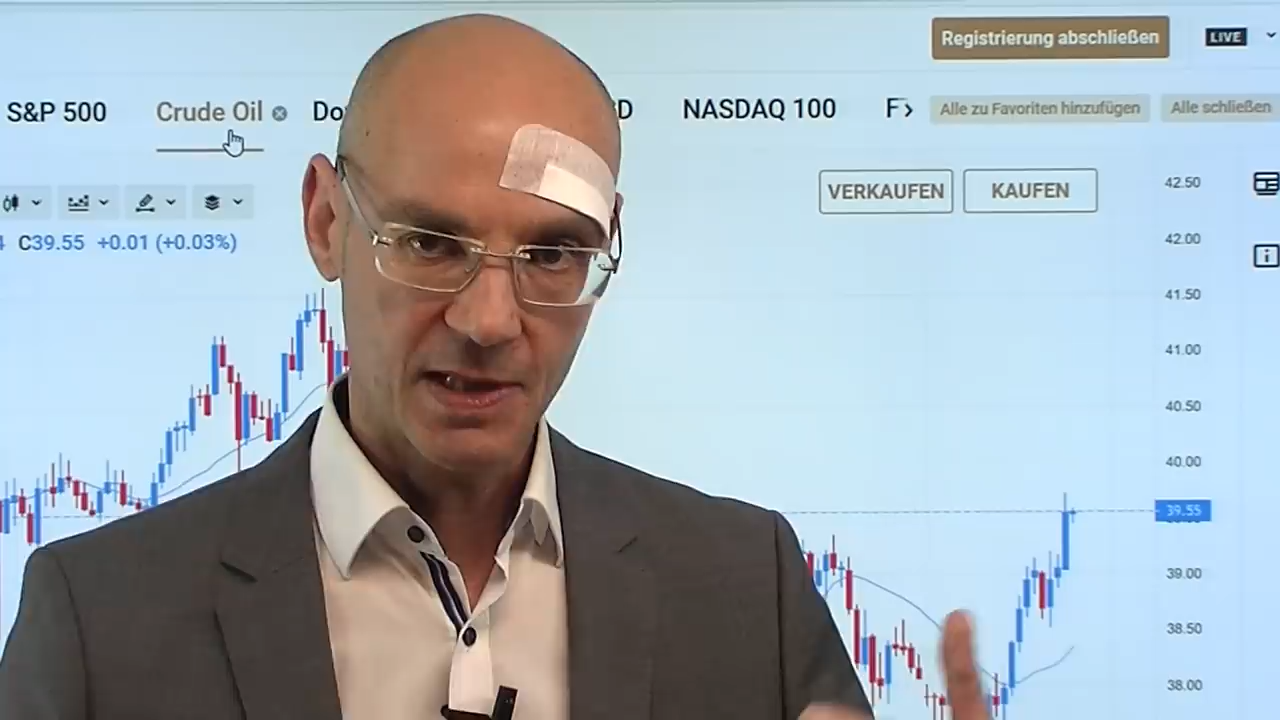 Registrierung abschließen
LIVE
S&P 500 Crude Oil Do D NASDAQ 100 F Alle zu Favoriten hinzufügen Alle schließen
VERKAUFEN KAUFEN
C39.55 +0.01 (+0.03%)
42.50
42.00
41.50
41.00
40.50
40.00
39.55
39.00
38.50
38.00